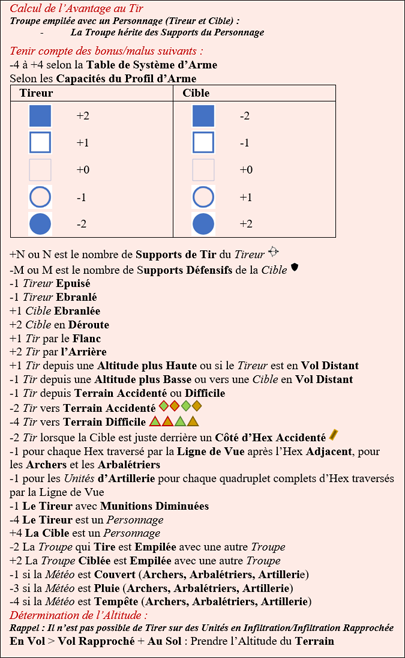 Calcul de l'Avantage au Tir
Troupe empilée avec un Personnage (Tireur et Cible) :
- La Troupe hérite des Supports du Personnage
Tenir compte des bonus/malus suivants :
-4 à +4 selon la Table de Système d'Arme
Selon les Capacités du Profil d'Arme
Tireur Cible
+2 -2
+1 -1
+0 +0
-1 +1
-2 +2
+N ou N est le nombre de Supports de Tir du Tireur
-M ou M est le nombre de Supports Défensifs de la Cible
-1 Tireur Epuisé
-1 Tireur Ebranlé
+1 Cible Ebranlée
+2 Cible en Déroute
+1 Tir par le Flanc
+2 Tir par l'Arrière
+1 Tir depuis une Altitude plus Haute ou si le Tireur est en Vol Distant
-1 Tir depuis une Altitude plus Basse ou vers une Cible en Vol Distant
-1 Tir depuis Terrain Accidenté ou Difficile
-2 Tir vers Terrain Accidenté
-4 Tir vers Terrain Difficile
-2 Tir lorsque la Cible est juste derrière un Côté d'Hex Accidenté
-1 pour chaque Hex traversé par la Ligne de Vue après l'Hex Adjacent, pour
les Archers et les Arbalétriers
-1 pour les Unités d'Artillerie pour chaque quadruplet complets d'Hex traversés
par la Ligne de Vue
-1 Le Tireur avec Munitions Diminuées
-4 Le Tireur est un Personnage
+4 La Cible est un Personnage
-2 La Troupe qui Tire est Empilée avec une autre Troupe
+2 La Troupe Ciblée est Empilée avec une autre Troupe
-1 si la Météo est Couvert (Archers, Arbalétriers, Artillerie)
-3 si la Météo est Pluie (Archers, Arbalétriers, Artillerie)
-4 si la Météo est Tempête (Archers, Arbalétriers, Artillerie)
Détermination de l'Altitude :
Rappel : Il n'est pas possible de Tirer sur des Unités en Infiltration/Infiltration Rapprochée
En Vol > Vol Rapproché + Au Sol : Prendre l'Altitude du Terrain